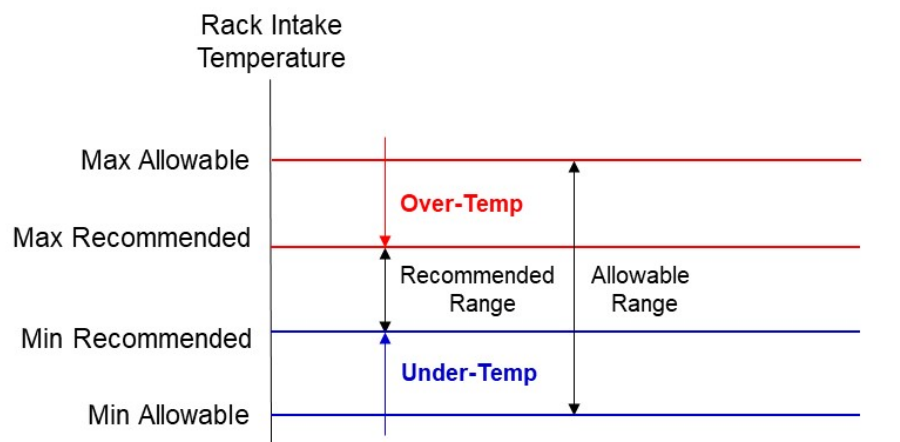 Rack Intake
Temperature
Max Allowable
Over-Temp
Max Recommended
Recommended
Range
Allowable
Range
Min Recommended
Under-Temp
Min Allowable